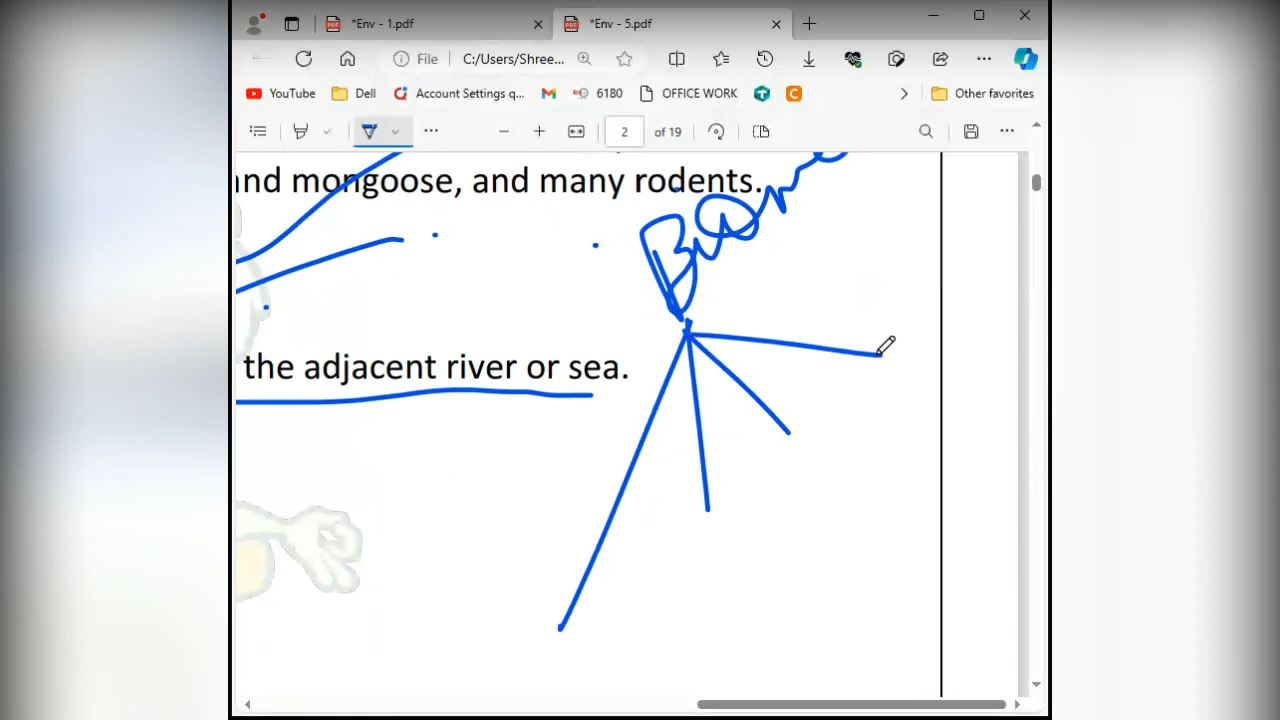 *Env - 1.pdf
*Env - 5.pdf
File
C:/Users/Shree...
YouTube
Dell
Account Settings q...
6180
OFFICE WORK
Other favorites
2 of 19
and mongoose, and many rodents.
the adjacent river or sea.